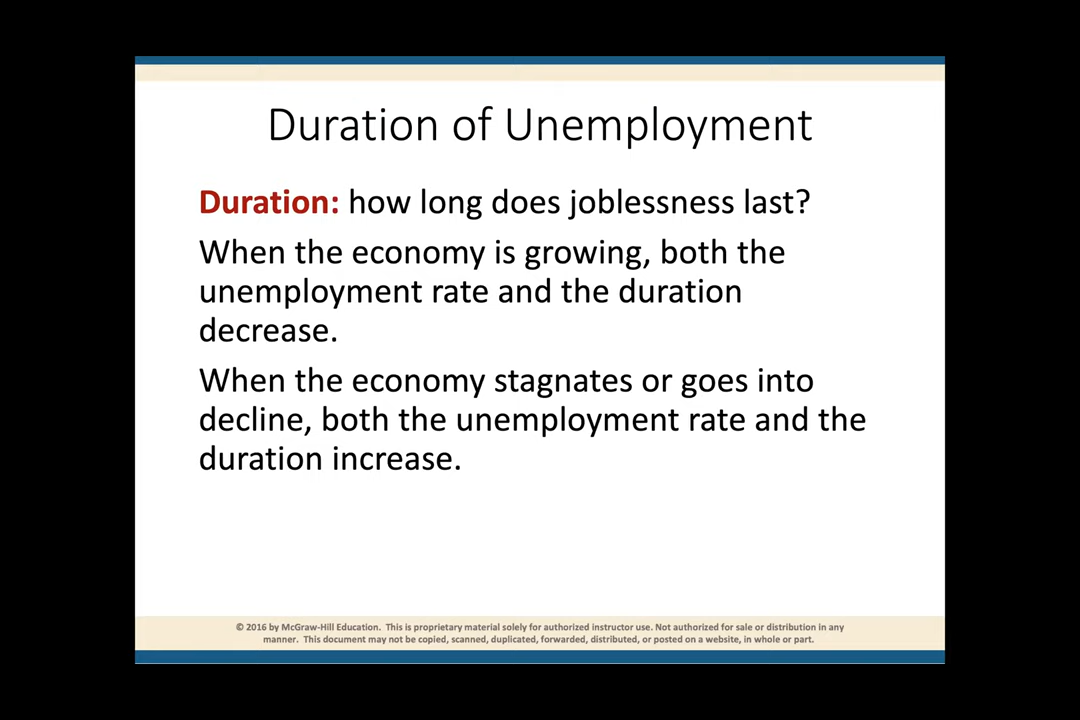 Duration of Unemployment
Duration: how long does joblessness last?
When the economy is growing, both the
unemployment rate and the duration
decrease.
When the economy stagnates or goes into
decline, both the unemployment rate and the
duration increase.
© 2016 by McGraw-Hill Education. This is proprietary material solely for authorized instructor use. Not authorized for sale or distribution in any
manner. This document may not be copied, scanned, duplicated, forwarded, distributed, or posted on a website, in whole or part.